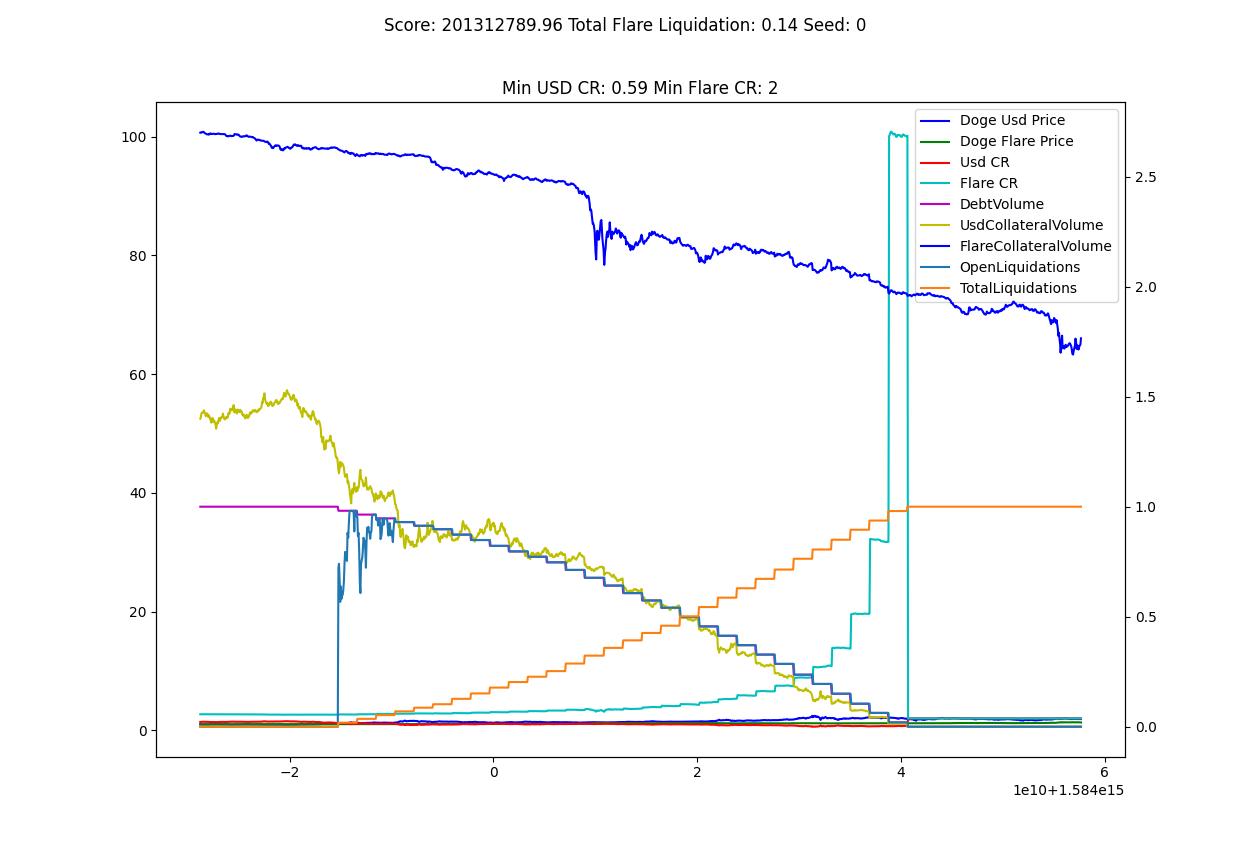 Score: 201312789.96 Total Flare Liquidation: 0.14 Seed: 0
Min USD CR: 0.59 Min Flare CR: 2
Doge Usd Price
Doge Flare Price
Usd CR
Flare CR
DebtVolume
UsdCollateralVolume
FlareCollateralVolume
OpenLiquidations
TotalLiquidations
100
80
60
40
20
0
2.5
2.0
1.5
1.0
0.5
0.0
−2 0 2 4 6
1e10+1.584e15